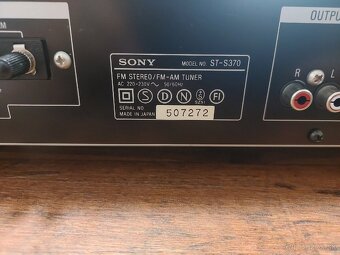 M
OUTPU
SONY MODEL NO. ST-S370
R L
FM STEREO/FM-AM TUNER
AC 220-230V~ 50/60Hz
S D N S
SERIAL NO.
MADE IN JAPAN 507272